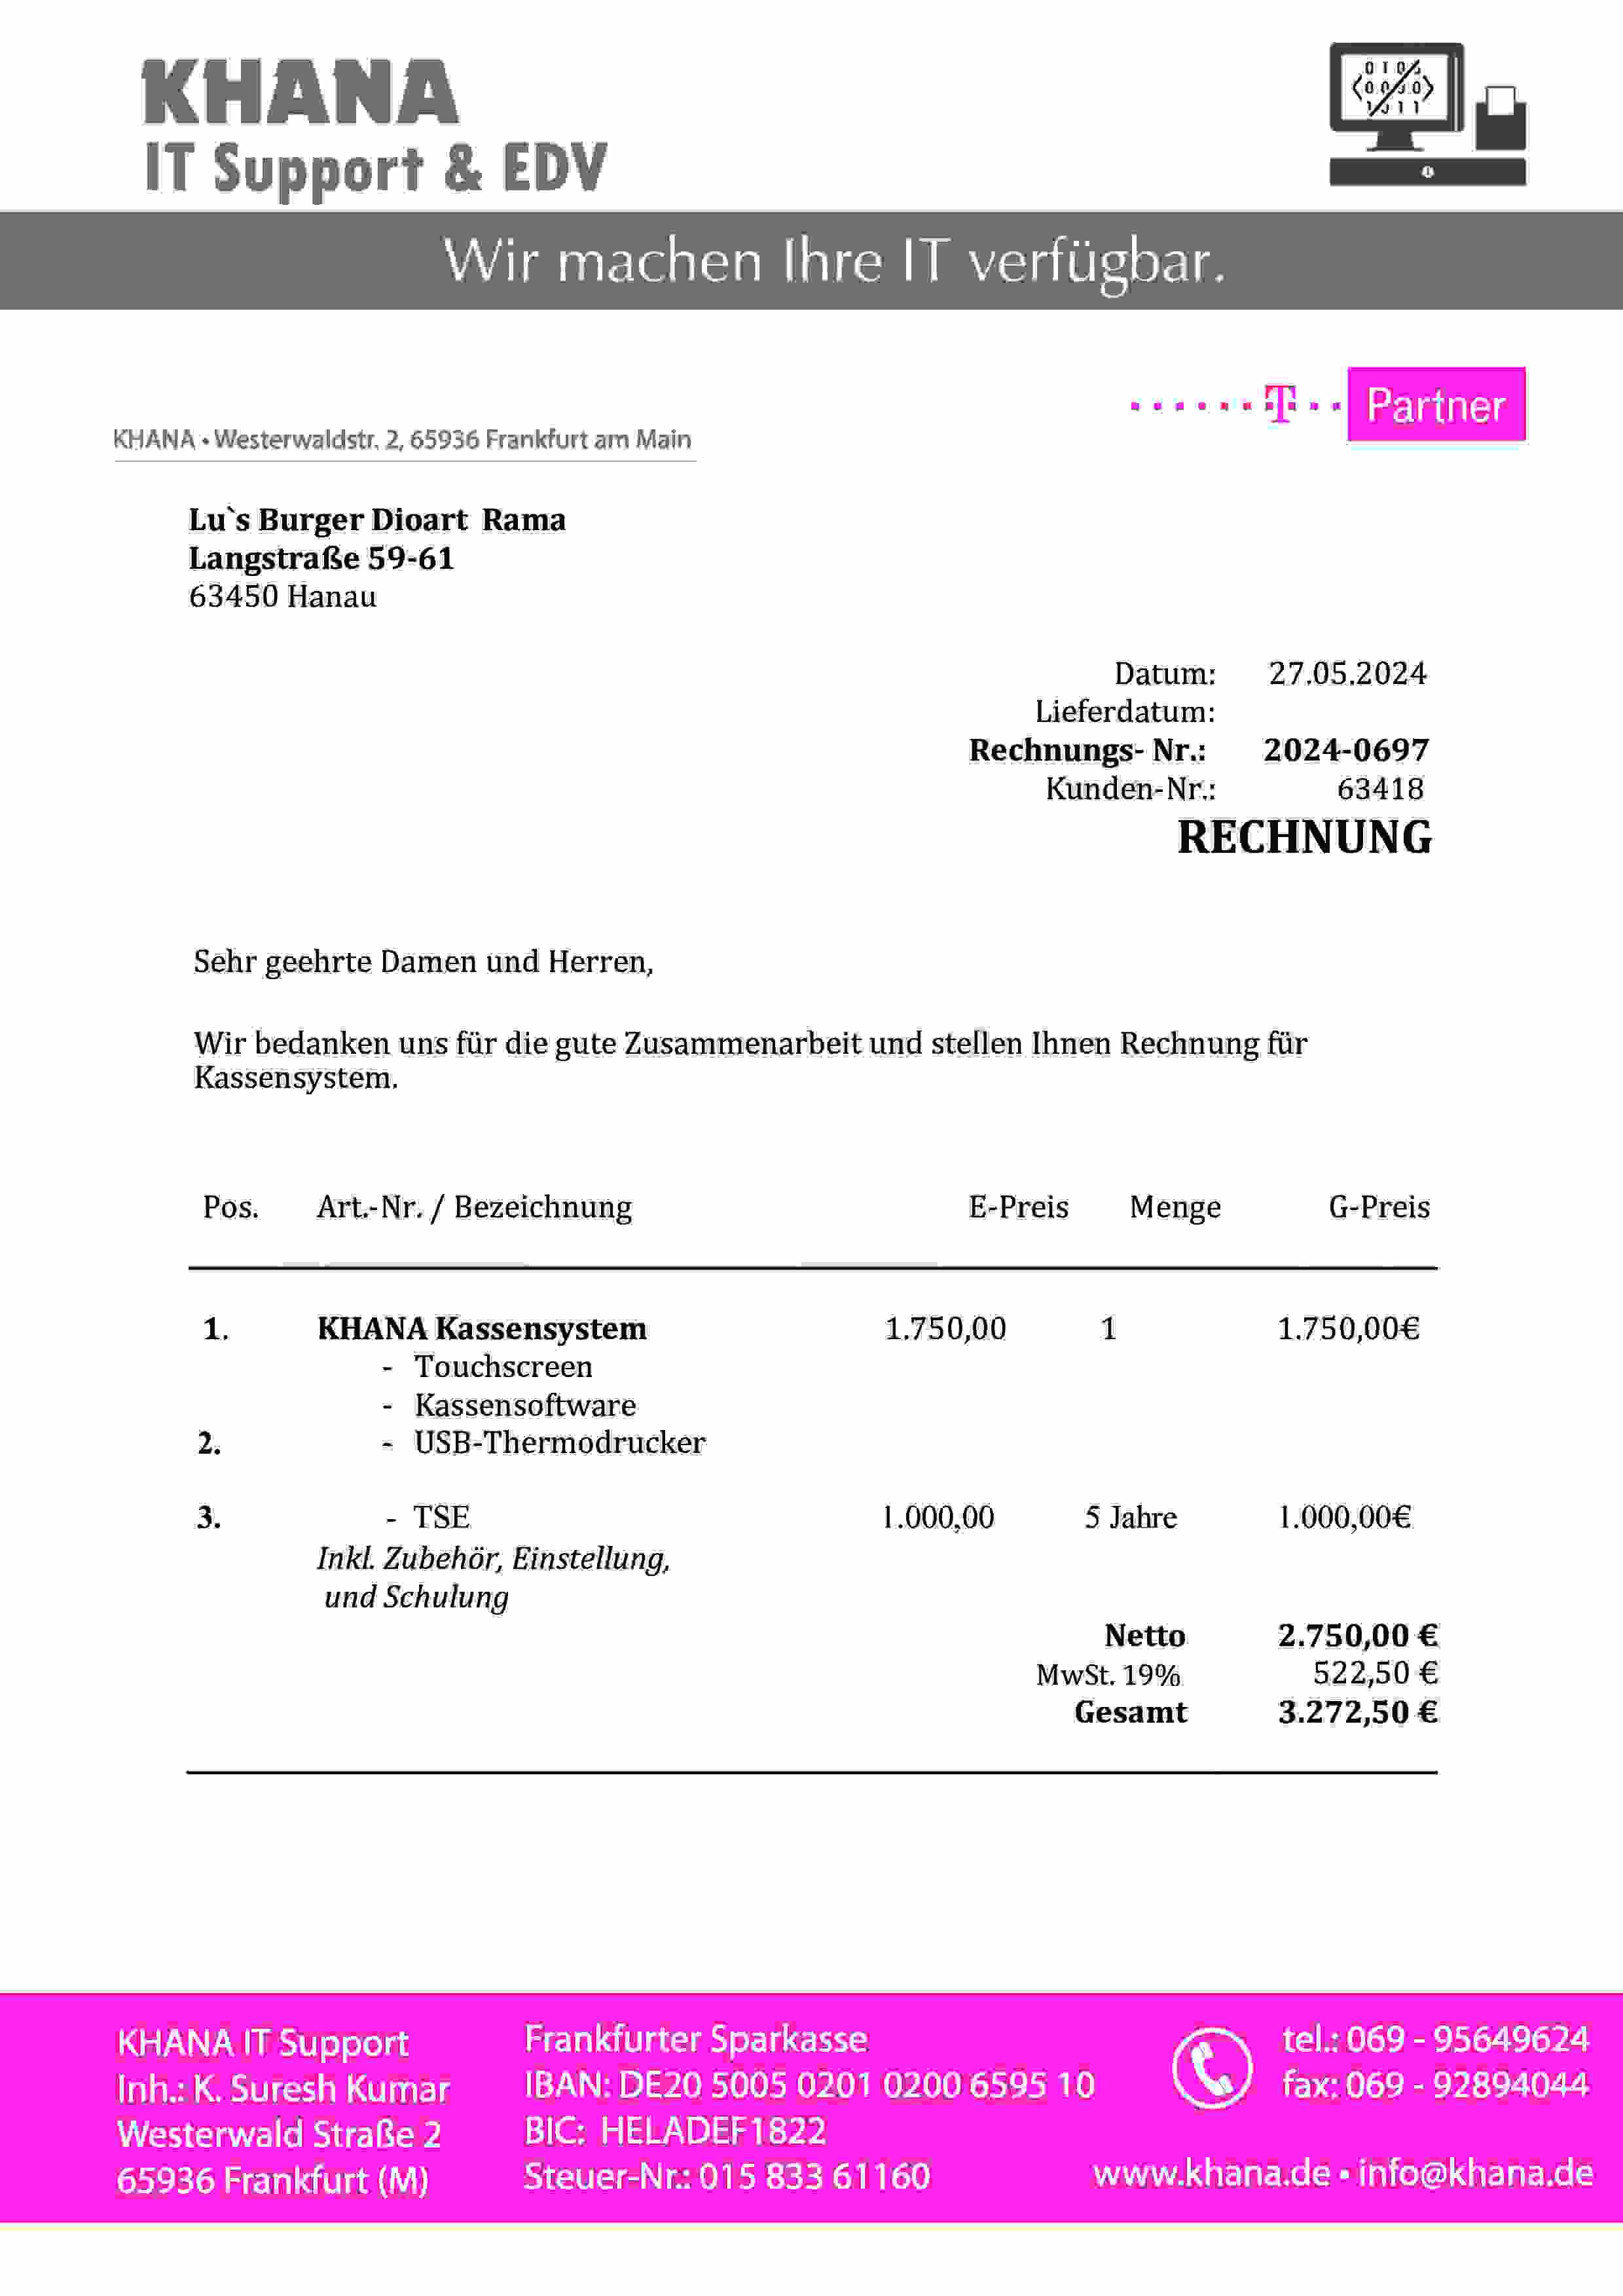 KHANA
IT Support & EDV
Wir machen Ihre IT verfügbar.
T Partner
KHANA • Westerwaldstr. 2, 65936 Frankfurt am Main
Lu`s Burger Dioart Rama
Langstraße 59-61
63450 Hanau
Datum: 27.05.2024
Lieferdatum:
Rechnungs- Nr.: 2024-0697
Kunden-Nr.: 63418
RECHNUNG
Sehr geehrte Damen und Herren,
Wir bedanken uns für die gute Zusammenarbeit und stellen Ihnen Rechnung für
Kassensystem.
Pos. Art.-Nr. / Bezeichnung E-Preis Menge G-Preis
1. KHANA Kassensystem 1.750,00 1 1.750,00€
- Touchscreen
- Kassensoftware
2. - USB-Thermodrucker
3. - TSE 1.000,00 5 Jahre 1.000,00€
Inkl. Zubehör, Einstellung,
und Schulung
Netto 2.750,00 €
MwSt. 19% 522,50 €
Gesamt 3.272,50 €
KHANA IT Support
Inh.: K. Suresh Kumar
Westerwald Straße 2
65936 Frankfurt (M)
Frankfurter Sparkasse
IBAN: DE20 5005 0201 0200 6595 10
BIC: HELADEF1822
Steuer-Nr.: 015 833 61160
tel.: 069 - 95649624
fax: 069 - 92894044
www.khana.de • info@khana.de